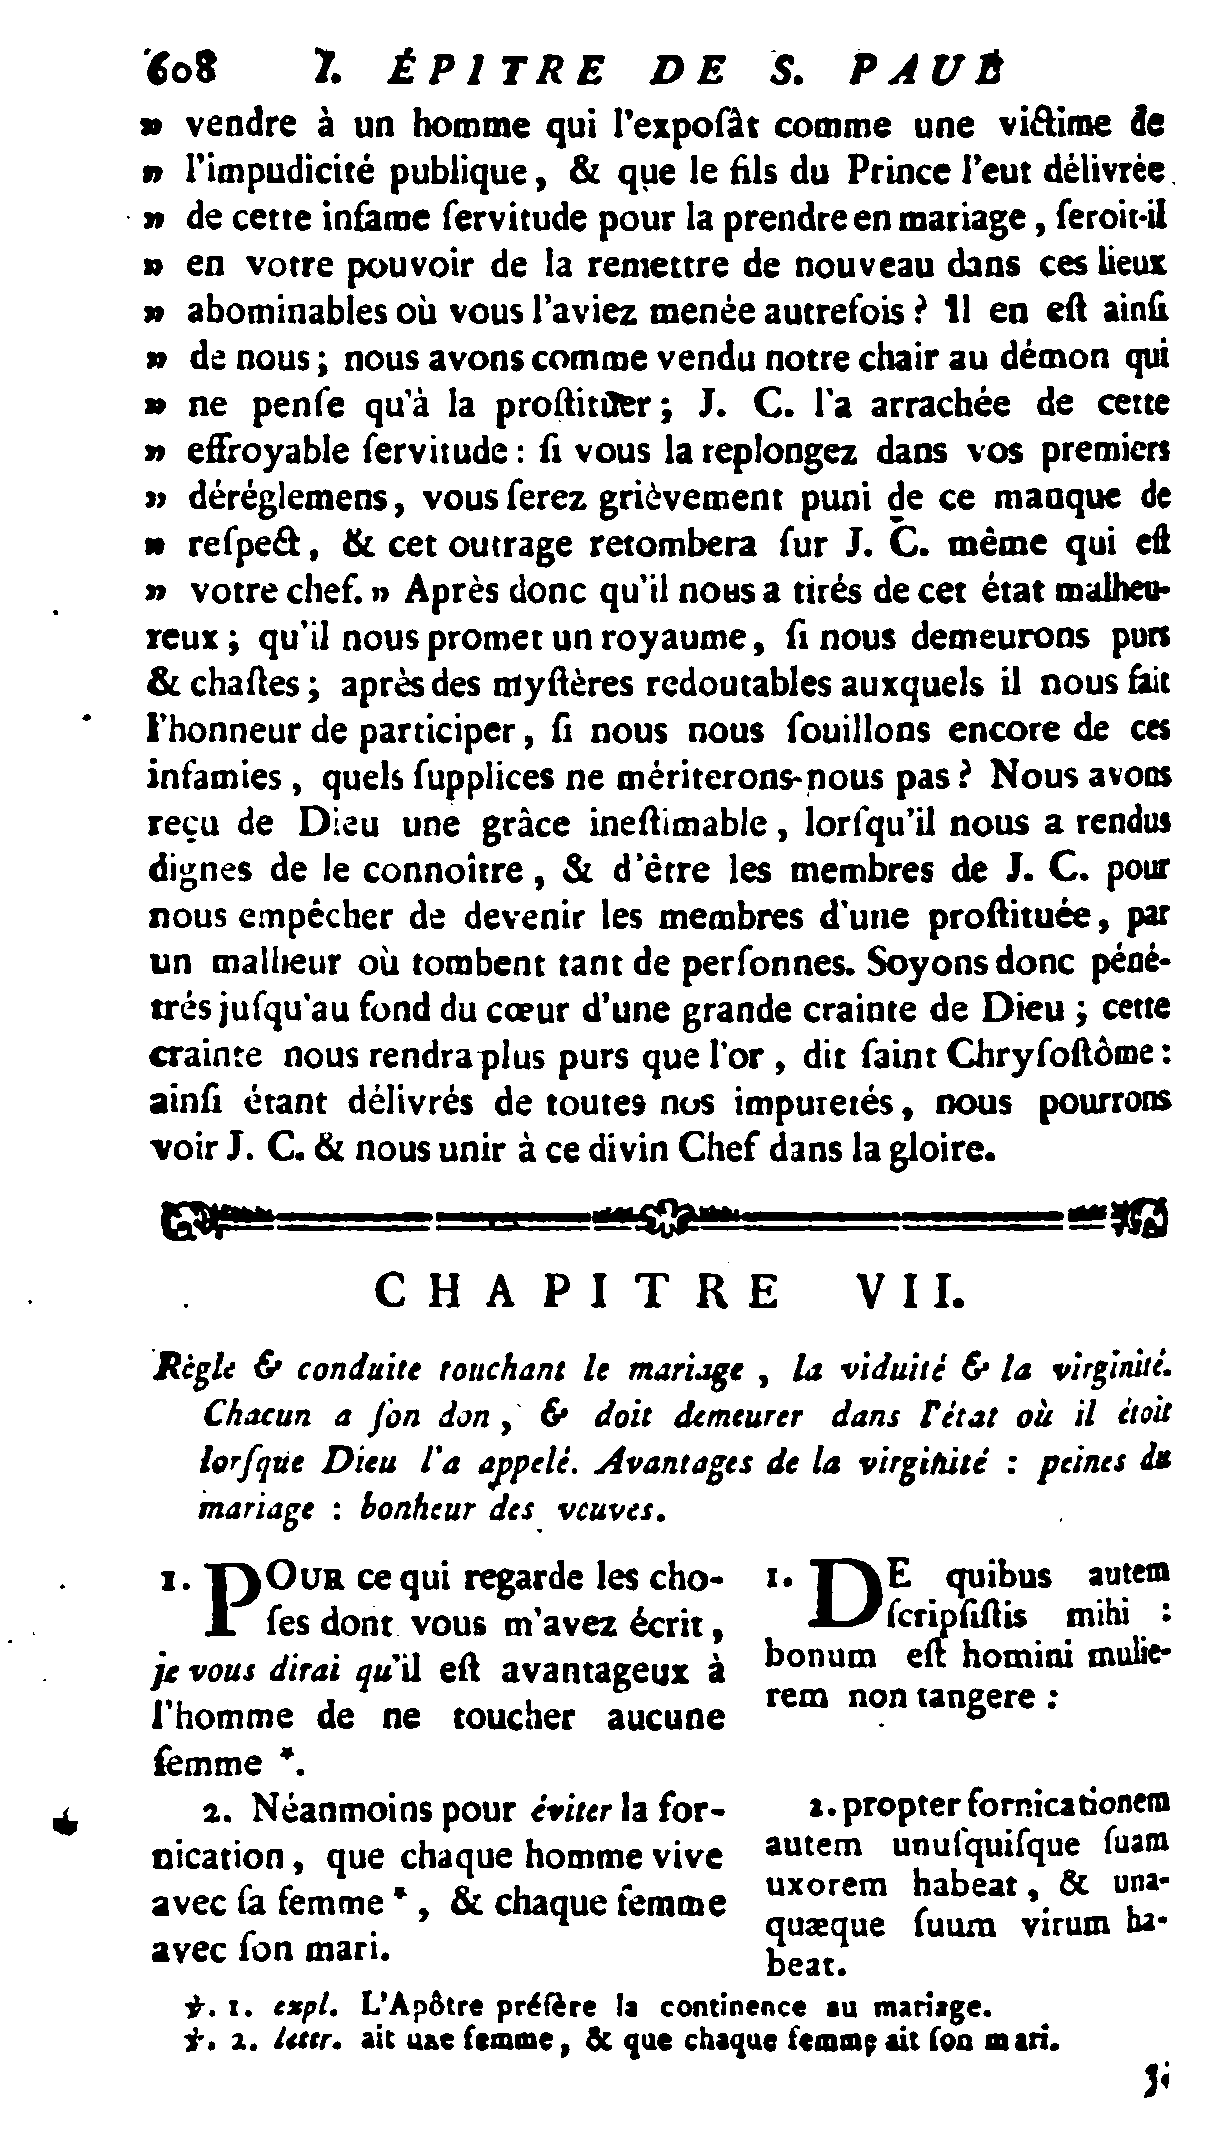 608 I. ÉPITRE DE S. PAUL
» vendre à un homme qui l'expoſât comme une victime de
» l'impudicité publique, & que le fils du Prince l'eut délivrée
» de cette infame ſervitude pour la prendre en mariage, ſeroit-il
» en votre pouvoir de la remettre de nouveau dans ces lieux
» abominables où vous l'aviez menée autrefois ? Il en eſt ainſi
» de nous ; nous avons comme vendu notre chair au démon qui
» ne penſe qu'à la proſtituer ; J. C. l'a arrachée de cette
» effroyable ſervitude : ſi vous la replongez dans vos premiers
» déréglemens, vous ſerez grièvement puni de ce manque de
» reſpect, & cet outrage retombera ſur J. C. même qui eſt
» votre chef. » Après donc qu'il nous a tirés de cet état malheu-
reux ; qu'il nous promet un royaume, ſi nous demeurons purs
& chaſtes ; après des myſtères redoutables auxquels il nous fait
l'honneur de participer, ſi nous nous ſouillons encore de ces
infamies, quels ſupplices ne mériterons-nous pas ? Nous avons
reçu de Dieu une grâce ineſtimable, lorſqu'il nous a rendus
dignes de le connoître, & d'être les membres de J. C. pour
nous empêcher de devenir les membres d'une proſtituée, par
un malheur où tombent tant de perſonnes. Soyons donc péné-
trés juſqu'au fond du cœur d'une grande crainte de Dieu ; cette
crainte nous rendra plus purs que l'or, dit ſaint Chryſoſtôme :
ainſi étant délivrés de toutes nos impuretés, nous pourrons
voir J. C. & nous unir à ce divin Chef dans la gloire.
CHAPITRE VII.
Règle & conduite touchant le mariage, la viduité & la virginité.
Chacun a ſon don, & doit demeurer dans l'état où il étoit
lorſque Dieu l'a appelé. Avantages de la virginité : peines du
mariage : bonheur des veuves.
1. POUR ce qui regarde les cho-
ſes dont vous m'avez écrit,
je vous dirai qu'il eſt avantageux à
l'homme de ne toucher aucune
femme *.
2. Néanmoins pour éviter la for-
nication, que chaque homme vive
avec ſa femme *, & chaque femme
avec ſon mari.
1. DE quibus autem
ſcripſiſtis mihi :
bonum eſt homini mulie-
rem non tangere :
2. propter fornicationem
autem unuſquiſque ſuam
uxorem habeat, & una-
quæque ſuum virum ha-
beat.
℣. 1. expl. L'Apôtre préfère la continence au mariage.
℣. 2. lettr. ait une femme, & que chaque femme ait ſon mari.